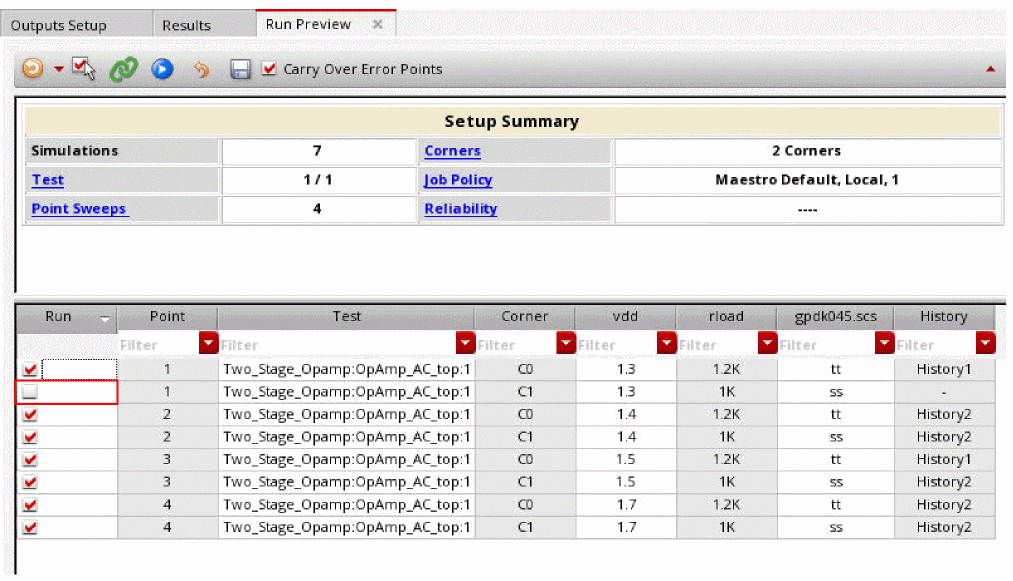 Outputs Setup Results Run Preview ×
Carry Over Error Points
Setup Summary
Simulations 7 Corners 2 Corners
Test 1 / 1 Job Policy Maestro Default, Local, 1
Point Sweeps 4 Reliability ----
Run Point Test Corner vdd rload gpdk045.scs History
Filter Filter Filter Filter Filter Filter Filter
1 Two_Stage_Opamp:OpAmp_AC_top:1 C0 1.3 1.2K tt History1
1 Two_Stage_Opamp:OpAmp_AC_top:1 C1 1.3 1K ss -
2 Two_Stage_Opamp:OpAmp_AC_top:1 C0 1.4 1.2K tt History2
2 Two_Stage_Opamp:OpAmp_AC_top:1 C1 1.4 1K ss History2
3 Two_Stage_Opamp:OpAmp_AC_top:1 C0 1.5 1.2K tt History1
3 Two_Stage_Opamp:OpAmp_AC_top:1 C1 1.5 1K ss History2
4 Two_Stage_Opamp:OpAmp_AC_top:1 C0 1.7 1.2K tt History2
4 Two_Stage_Opamp:OpAmp_AC_top:1 C1 1.7 1K ss History2